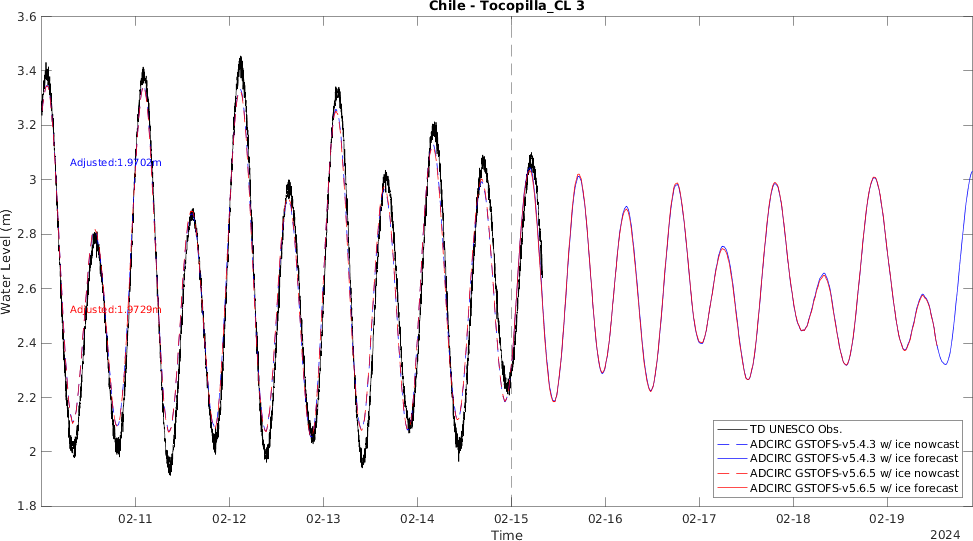 Chile - Tocopilla_CL 3
3.6
3.4
3.2
3
2.8
2.6
2.4
2.2
2
1.8
Water Level (m)
Adjusted:1.9702m
Adjusted:1.9729m
TD UNESCO Obs.
ADCIRC GSTOFS-v5.4.3 w/ ice nowcast
ADCIRC GSTOFS-v5.4.3 w/ ice forecast
ADCIRC GSTOFS-v5.6.5 w/ ice nowcast
ADCIRC GSTOFS-v5.6.5 w/ ice forecast
02-11 02-12 02-13 02-14 02-15 02-16 02-17 02-18 02-19
Time
2024